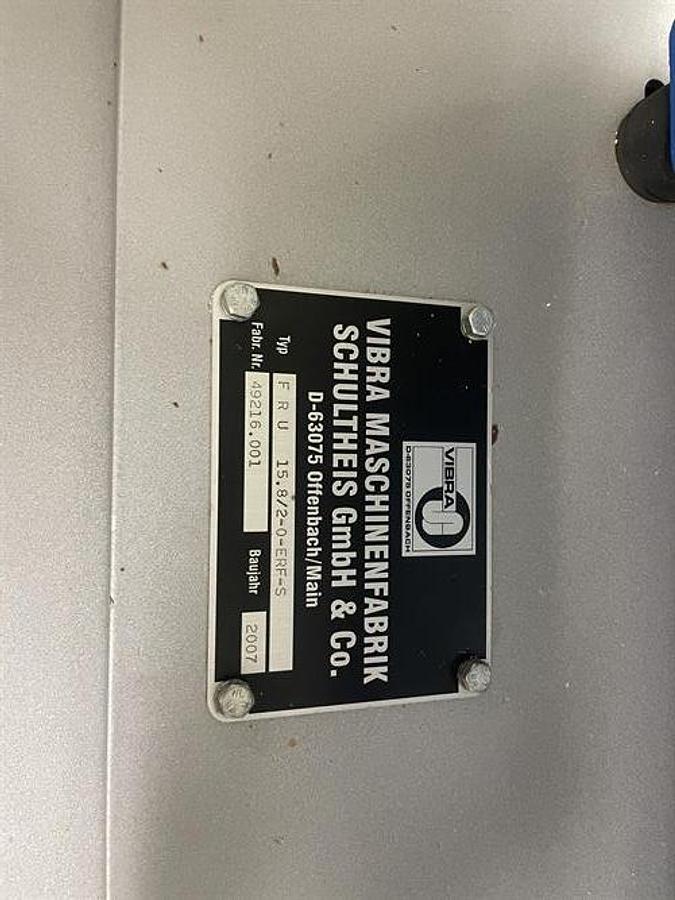 VIBRA
D-63075 OFFENBACH
VIBRA MASCHINENFABRIK
SCHULTHEIS GmbH & Co.
D-63075 Offenbach/Main
Typ FRU 15.8/2-0-ERF-S
Fabr. Nr. 49216.001 Baujahr 2007